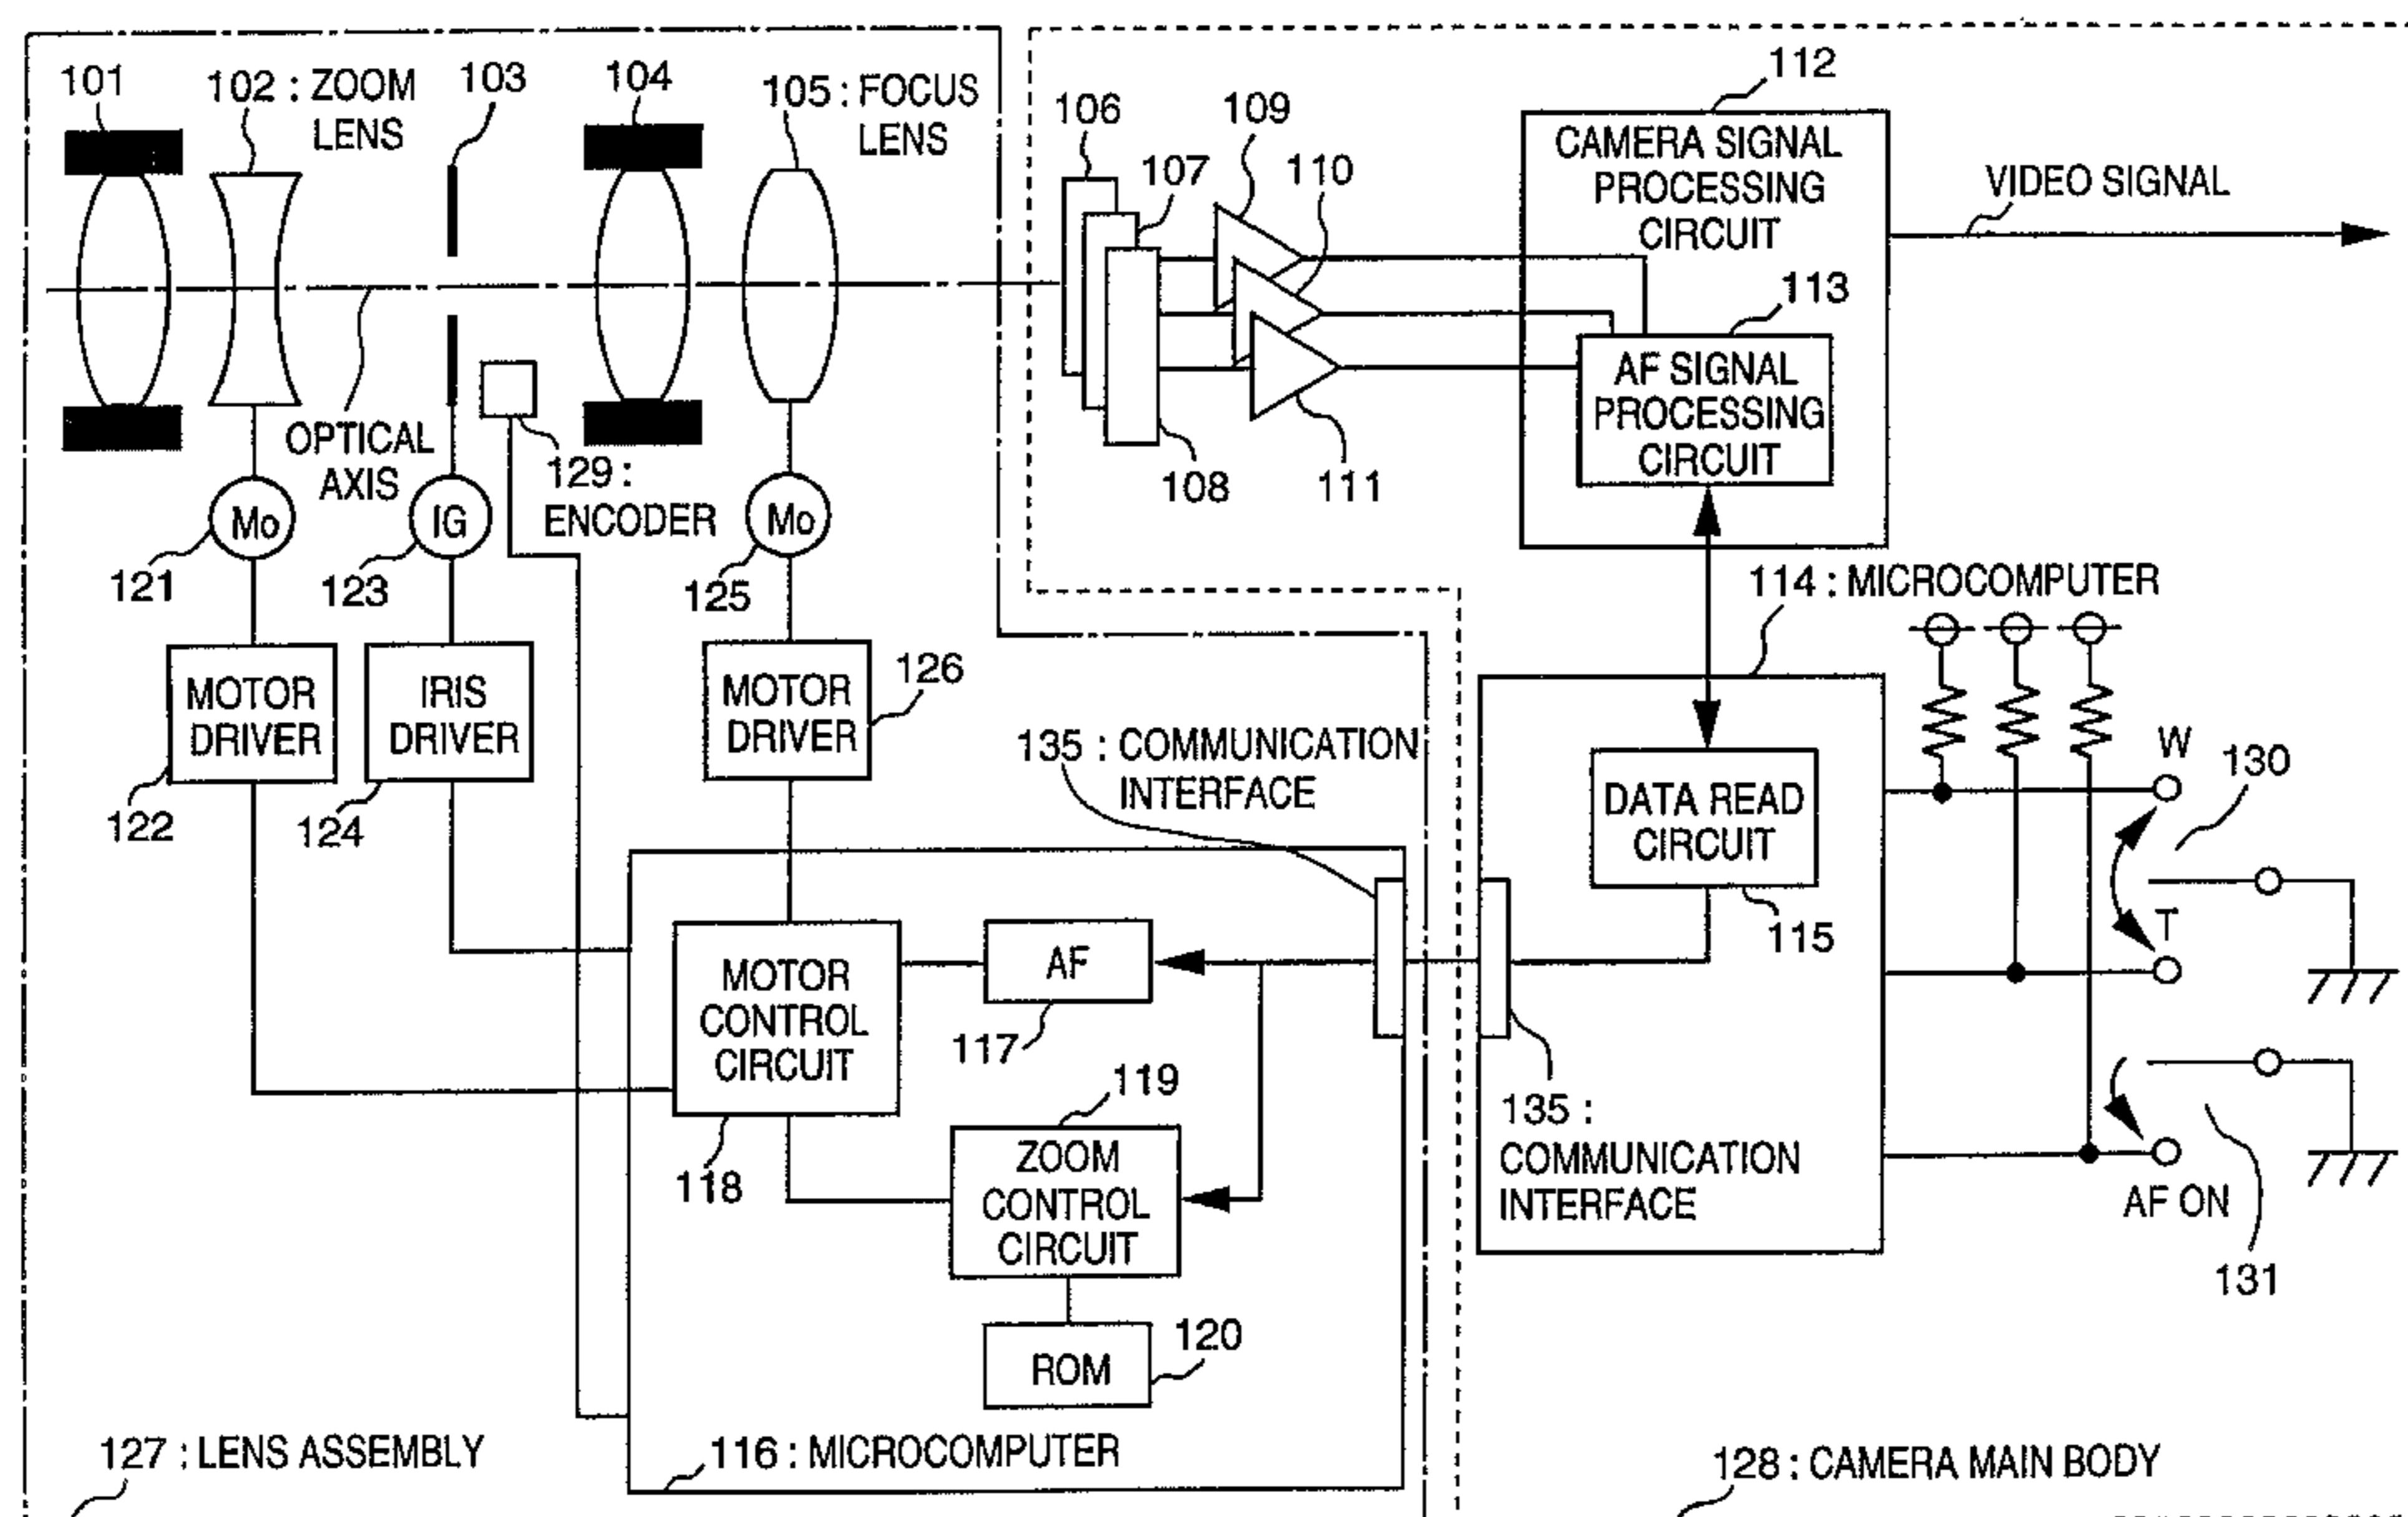 101
102 : ZOOM
LENS
103
104
105 : FOCUS
LENS
106
107
108
109
110
111
112
CAMERA SIGNAL
PROCESSING
CIRCUIT
VIDEO SIGNAL
113
AF SIGNAL
PROCESSING
CIRCUIT
OPTICAL
AXIS
129 :
ENCODER
Mo
121
IG
123
Mo
125
MOTOR
DRIVER
122
IRIS
DRIVER
124
MOTOR
DRIVER
126
135 : COMMUNICATION
INTERFACE
114 : MICROCOMPUTER
DATA READ
CIRCUIT
115
W
130
T
MOTOR
CONTROL
CIRCUIT
118
AF
117
119
ZOOM
CONTROL
CIRCUIT
ROM
120
135 :
COMMUNICATION
INTERFACE
AF ON
131
127 : LENS ASSEMBLY
116 : MICROCOMPUTER
128 : CAMERA MAIN BODY